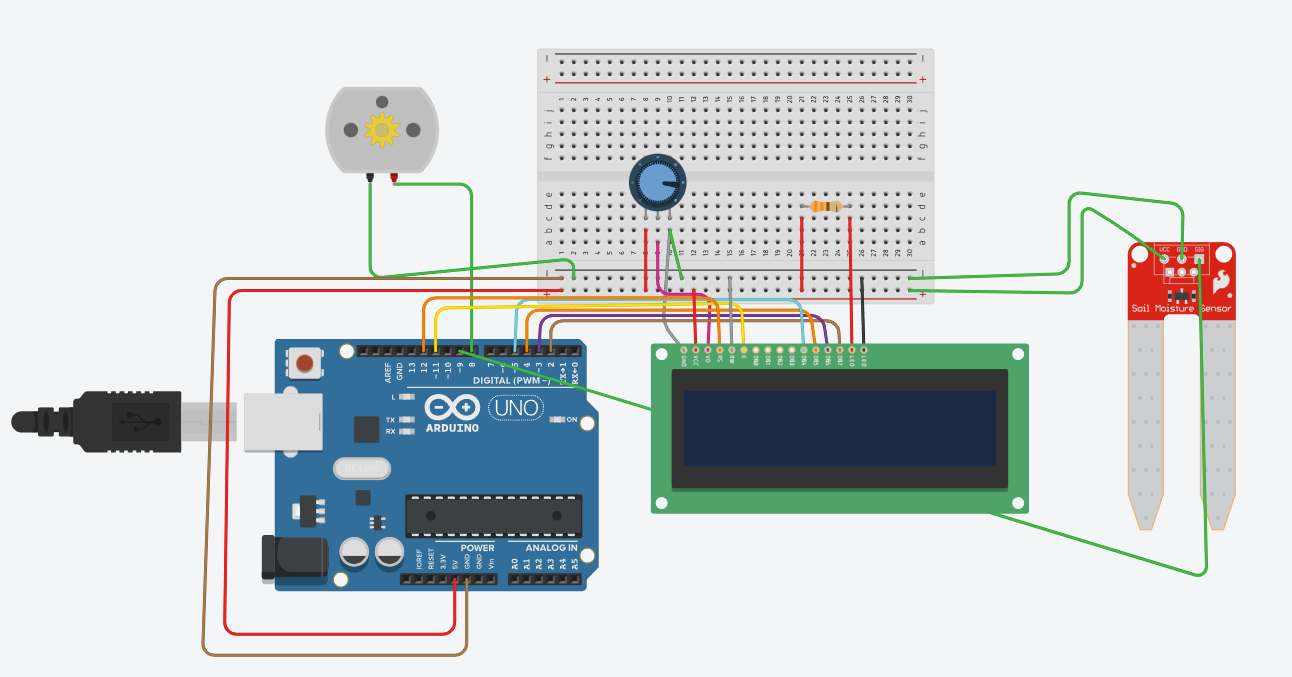 1 2 3 4 5 6 7 8 9 10 11 12 13 14 15 16 17 18 19 20 21 22 23 24 25 26 27 28 29 30
j j
i i
h h
g g
f f
e e
d d
c c
b b
a a
VCC GND SIG
Soil Moisture Sensor
GND VCC VO RS RW E DB0 DB1 DB2 DB3 DB4 DB5 DB6 DB7 LED LED
AREF GND 13 12 ~11 ~10 ~9 8 7 ~6 ~5 4 ~3 2 TX→1 RX←0
DIGITAL (PWM~)
L
TX
RX
UNO
ARDUINO
ON
POWER ANALOG IN
IOREF RESET 3.3V 5V GND GND Vin A0 A1 A2 A3 A4 A5